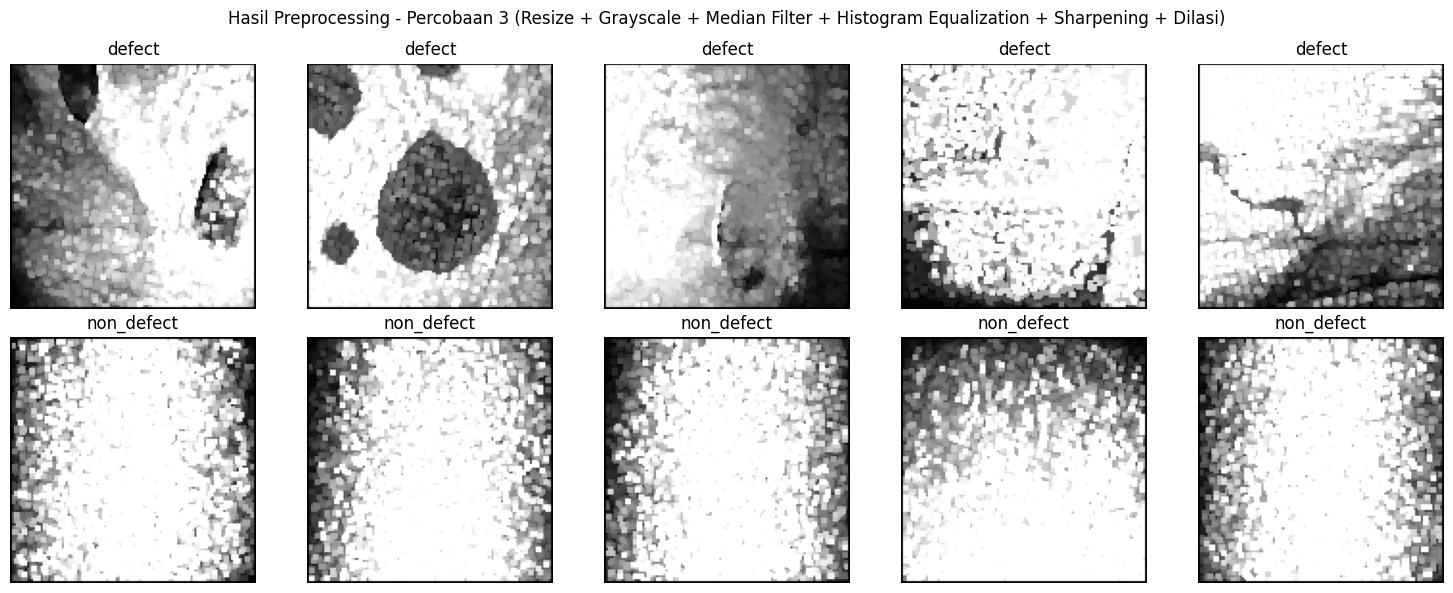 Hasil Preprocessing - Percobaan 3 (Resize + Grayscale + Median Filter + Histogram Equalization + Sharpening + Dilasi)
defect defect defect defect defect
non_defect non_defect non_defect non_defect non_defect